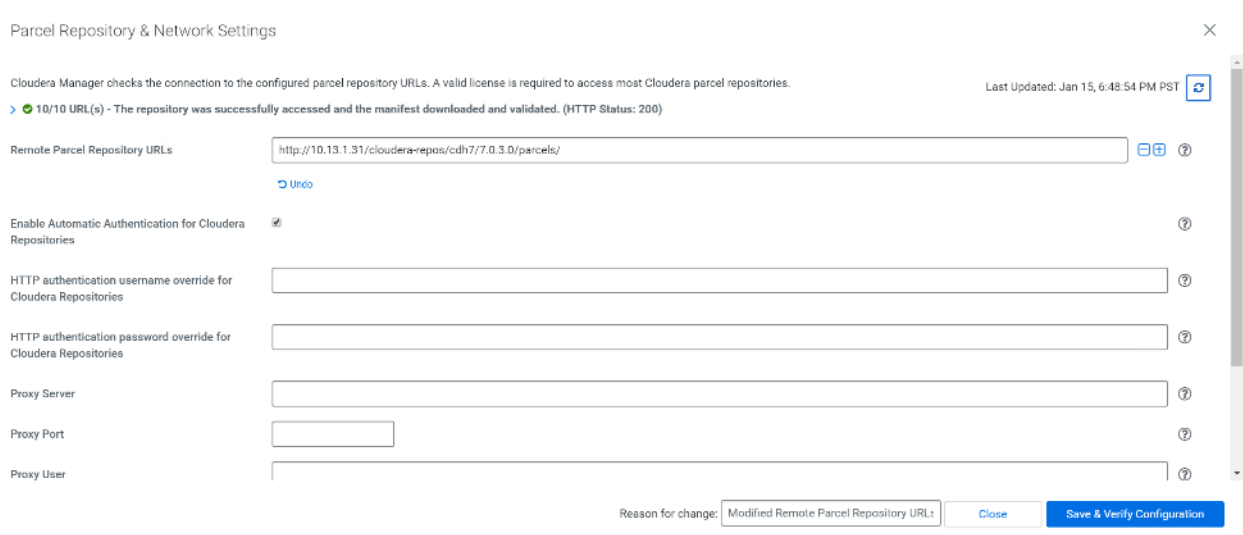 Parcel Repository & Network Settings
Cloudera Manager checks the connection to the configured parcel repository URLs. A valid license is required to access most Cloudera parcel repositories.
Last Updated: Jan 15, 6:48:54 PM PST
10/10 URL(s) - The repository was successfully accessed and the manifest downloaded and validated. (HTTP Status: 200)
Remote Parcel Repository URLs
http://10.13.1.31/cloudera-repos/cdh7/7.0.3.0/parcels/
Undo
Enable Automatic Authentication for Cloudera
Repositories
HTTP authentication username override for
Cloudera Repositories
HTTP authentication password override for
Cloudera Repositories
Proxy Server
Proxy Port
Proxy User
Reason for change: Modified Remote Parcel Repository URL Close Save & Verify Configuration